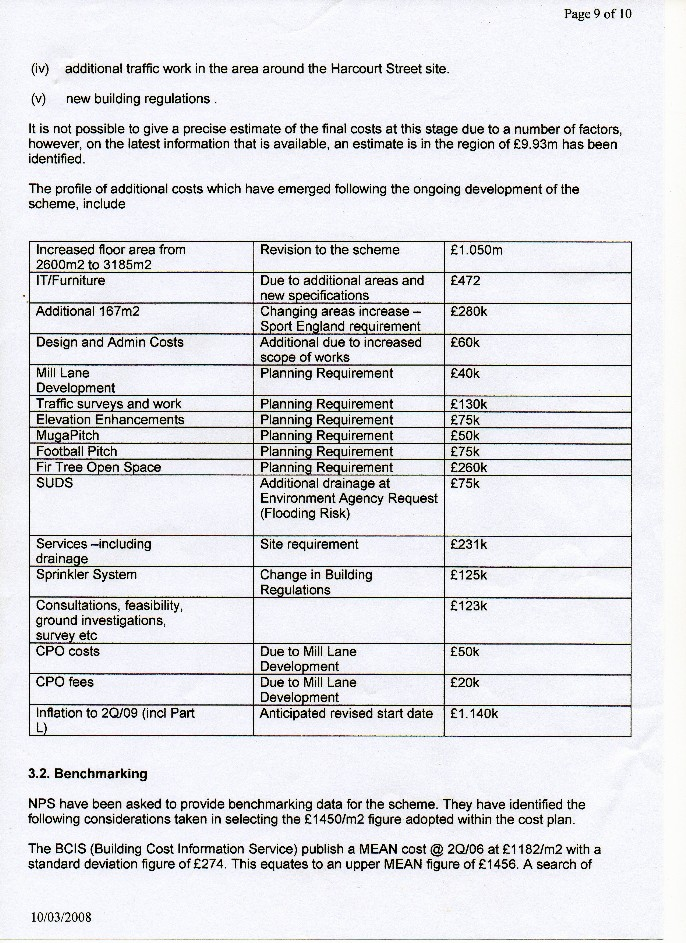 Page 9 of 10
(iv) additional traffic work in the area around the Harcourt Street site.
(v) new building regulations .
It is not possible to give a precise estimate of the final costs at this stage due to a number of factors,
however, on the latest information that is available, an estimate is in the region of £9.93m has been
identified.
The profile of additional costs which have emerged following the ongoing development of the
scheme, include
Increased floor area from Revision to the scheme £1.050m
2600m2 to 3185m2
IT/Furniture Due to additional areas and £472
new specifications
Additional 167m2 Changing areas increase – £280k
Sport England requirement
Design and Admin Costs Additional due to increased £60k
scope of works
Mill Lane Planning Requirement £40k
Development
Traffic surveys and work Planning Requirement £130k
Elevation Enhancements Planning Requirement £75k
MugaPitch Planning Requirement £50k
Football Pitch Planning Requirement £75k
Fir Tree Open Space Planning Requirement £260k
SUDS Additional drainage at £75k
Environment Agency Request
(Flooding Risk)
Services –including Site requirement £231k
drainage
Sprinkler System Change in Building £125k
Regulations
Consultations, feasibility, £123k
ground investigations,
survey etc
CPO costs Due to Mill Lane £50k
Development
CPO fees Due to Mill Lane £20k
Development
Inflation to 2Q/09 (incl Part Anticipated revised start date £1.140k
L)
3.2. Benchmarking
NPS have been asked to provide benchmarking data for the scheme. They have identified the
following considerations taken in selecting the £1450/m2 figure adopted within the cost plan.
The BCIS (Building Cost Information Service) publish a MEAN cost @ 2Q/06 at £1182/m2 with a
standard deviation figure of £274. This equates to an upper MEAN figure of £1456. A search of
10/03/2008